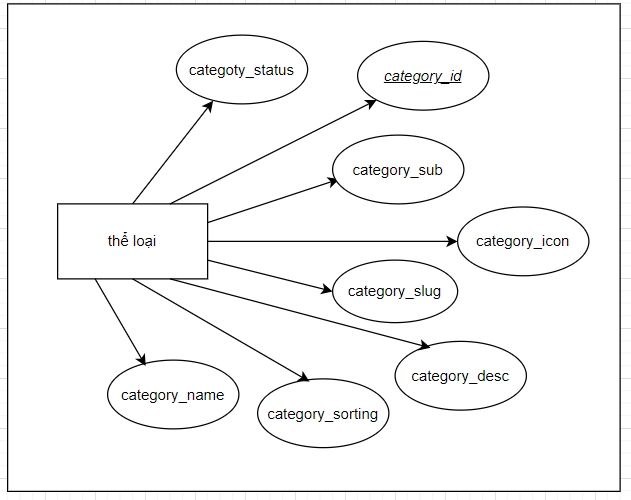 categoty_status
category_id
category_sub
thể loại
category_icon
category_slug
category_desc
category_name
category_sorting